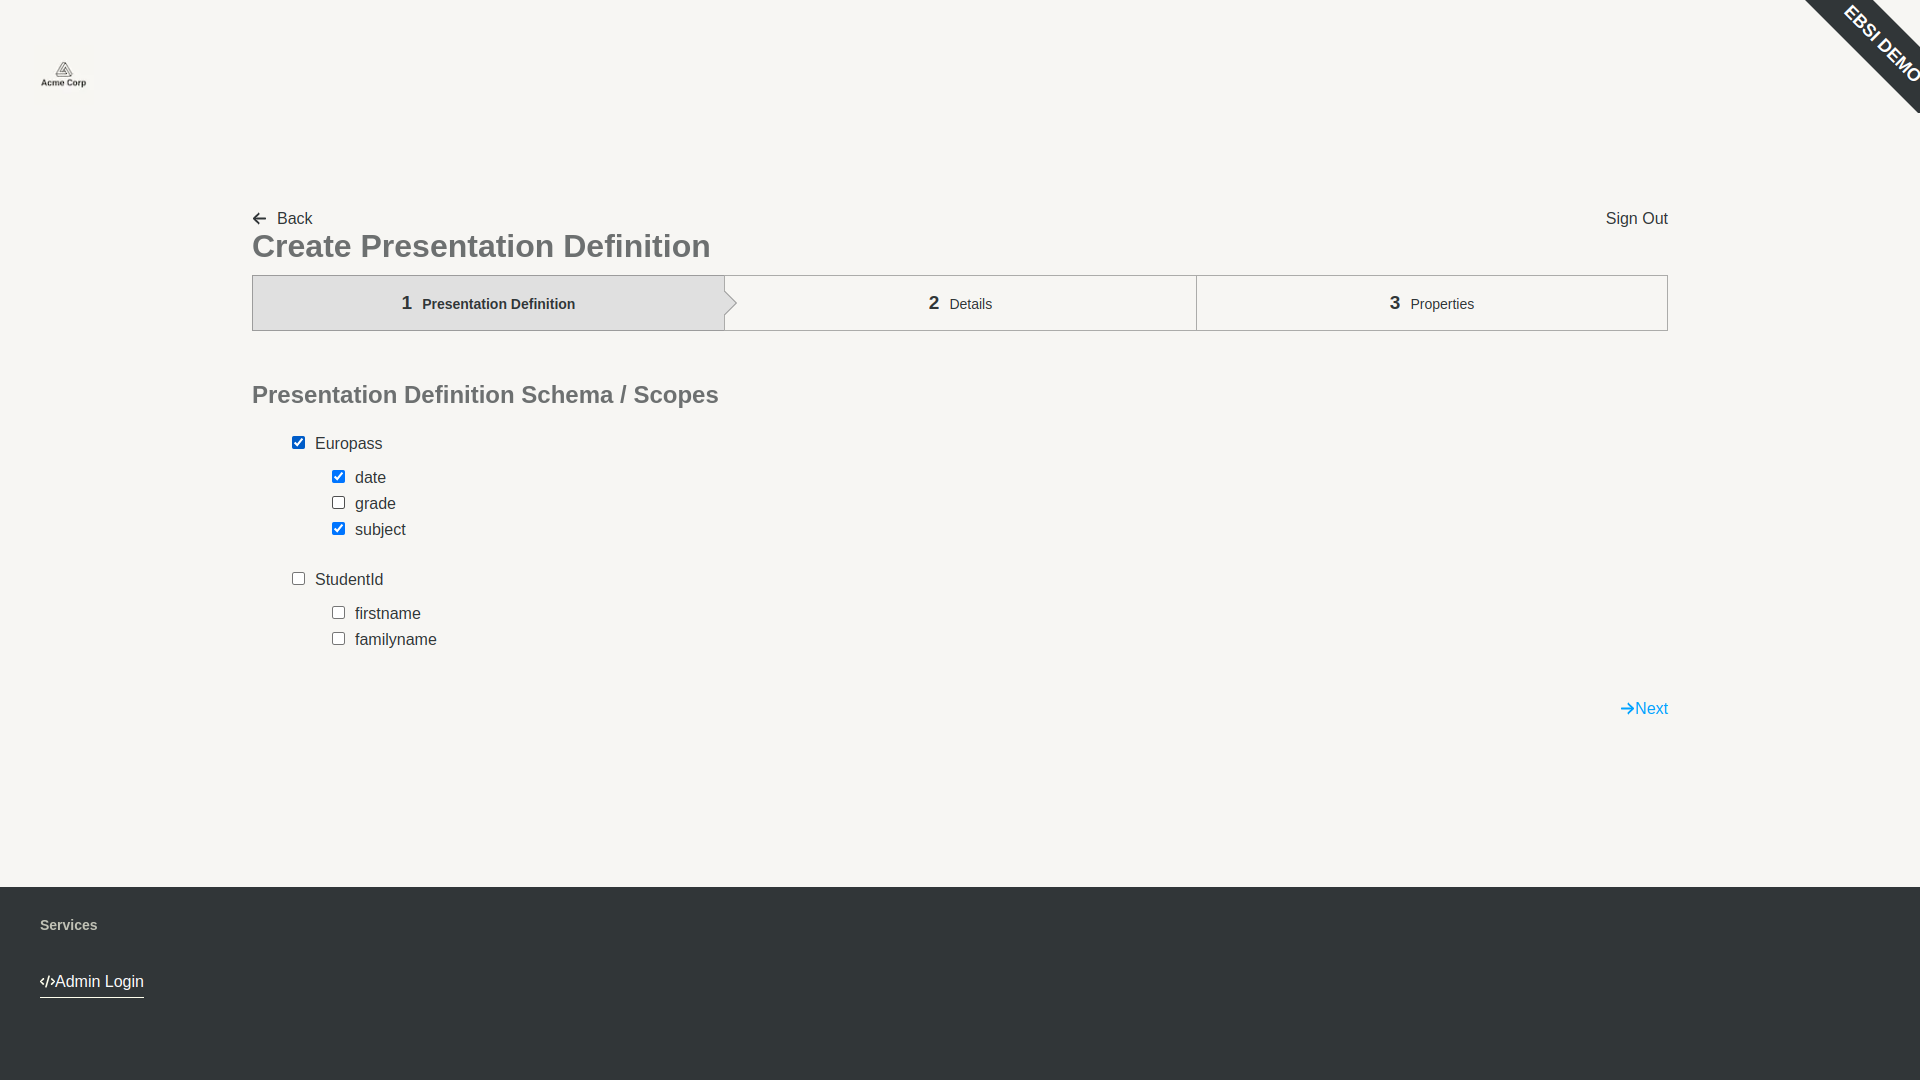 EBSI DEMO
Acme Corp
Back
Sign Out
Create Presentation Definition
1 Presentation Definition
2 Details
3 Properties
Presentation Definition Schema / Scopes
Europass
date
grade
subject
StudentId
firstname
familyname
Next
Services
Admin Login